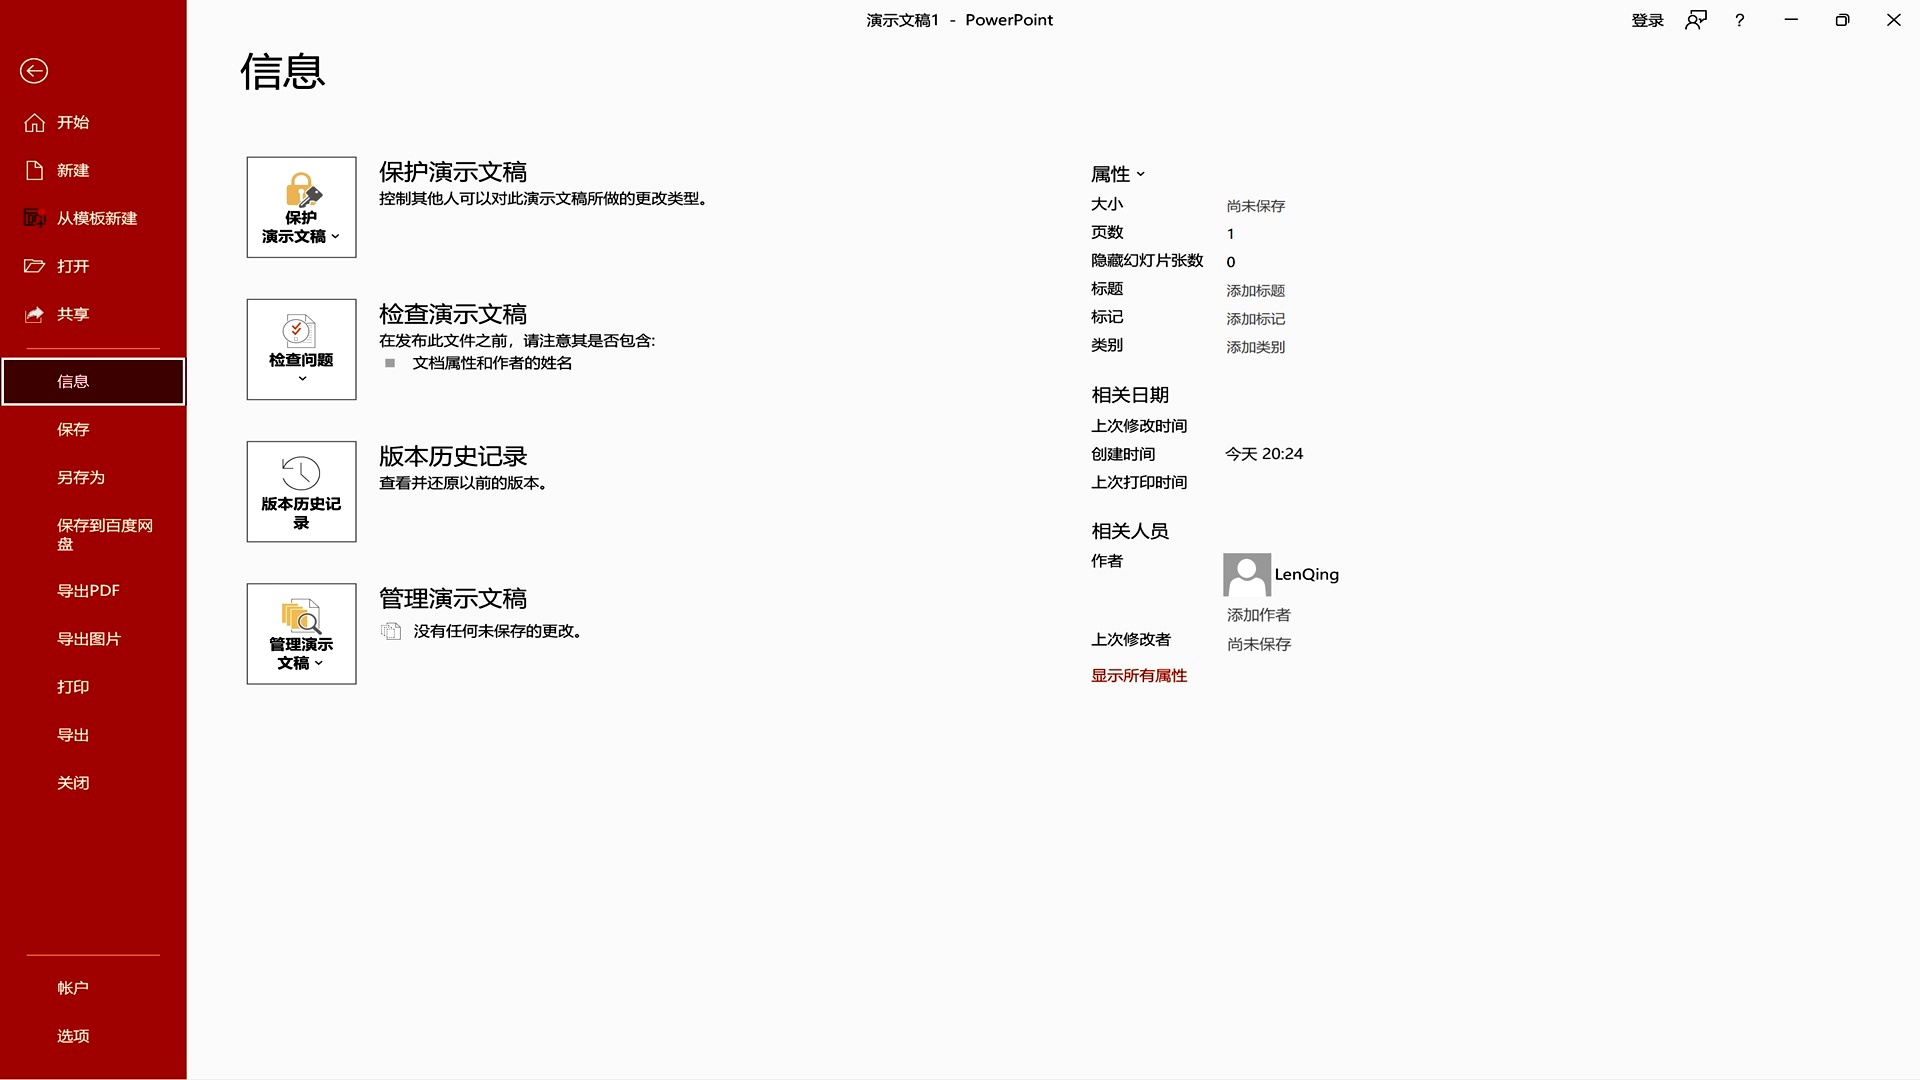 演示文稿1 - PowerPoint
登录
?
信息
开始
新建
从模板新建
打开
共享
信息
保存
另存为
保存到百度网
盘
导出PDF
导出图片
打印
导出
关闭
帐户
选项
保护
演示文稿
保护演示文稿
控制其他人可以对此演示文稿所做的更改类型。
检查问题
检查演示文稿
在发布此文件之前，请注意其是否包含:
文档属性和作者的姓名
版本历史记
录
版本历史记录
查看并还原以前的版本。
管理演示
文稿
管理演示文稿
没有任何未保存的更改。
属性
大小 尚未保存
页数 1
隐藏幻灯片张数 0
标题 添加标题
标记 添加标记
类别 添加类别
相关日期
上次修改时间
创建时间 今天 20:24
上次打印时间
相关人员
作者 LenQing
添加作者
上次修改者 尚未保存
显示所有属性